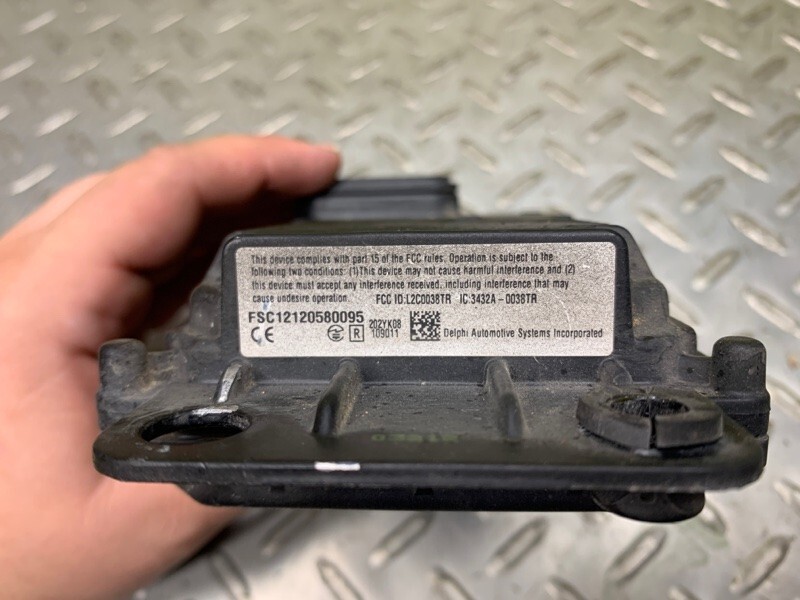 This device complies with part 15 of the FCC rules. Operation is subject to the
following two conditions: (1)This device may not cause harmful interference and (2)
this device must accept any interference received, including interference that may
cause undesire operation. FCC ID:L2C0038TR IC:3432A-0038TR
FSC12120580095
CE R 202YK08
109011 Delphi Automotive Systems Incorporated